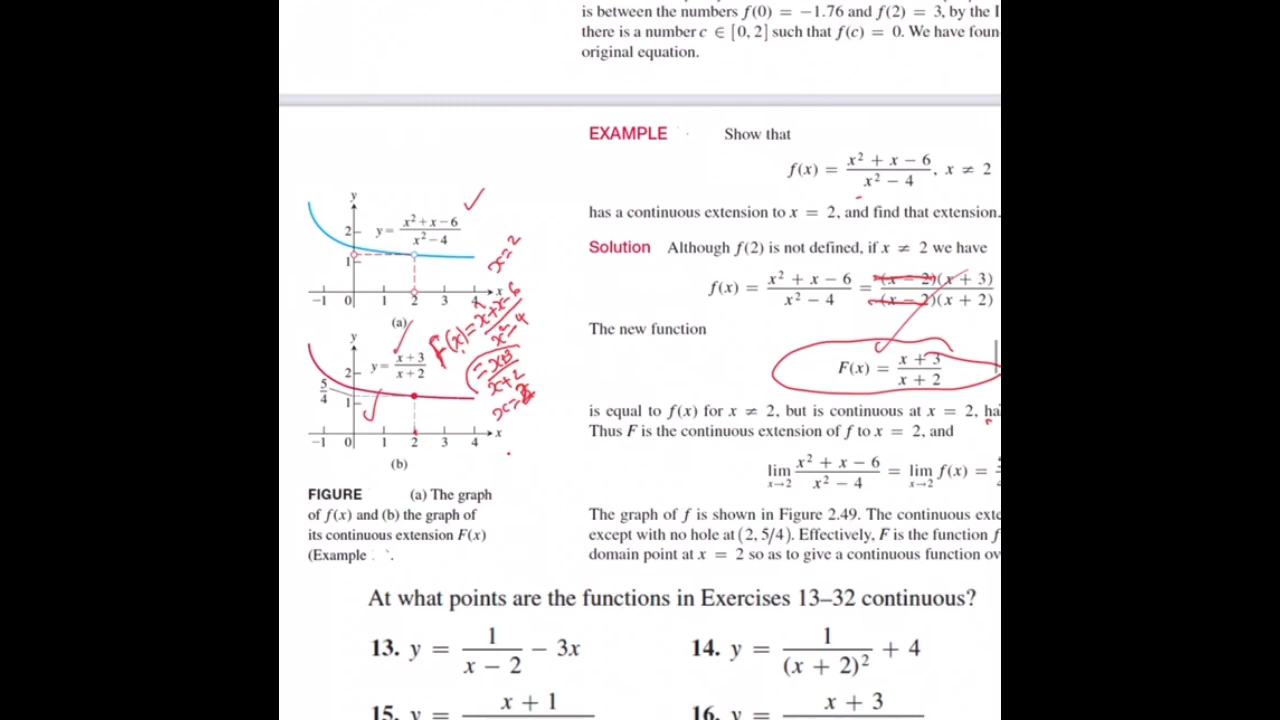 is between the numbers f(0) = −1.76 and f(2) = 3, by the I
there is a number c ∈ [0, 2] such that f(c) = 0. We have foun
original equation.
EXAMPLE Show that
f(x) = (x² + x − 6)/(x² − 4), x ≠ 2
has a continuous extension to x = 2, and find that extension.
Solution Although f(2) is not defined, if x ≠ 2 we have
f(x) = (x² + x − 6)/(x² − 4) = (x − 2)(x + 3)/(x − 2)(x + 2)
The new function
F(x) = (x + 3)/(x + 2)
is equal to f(x) for x ≠ 2, but is continuous at x = 2, ha
Thus F is the continuous extension of f to x = 2, and
lim x→2 (x² + x − 6)/(x² − 4) = lim x→2 f(x) =
The graph of f is shown in Figure 2.49. The continuous exte
except with no hole at (2, 5/4). Effectively, F is the function f
domain point at x = 2 so as to give a continuous function ov
y
2
1
y = (x² + x − 6)/(x² − 4)
−1 0 1 2 3 4 x
(a)
x=2
f(x)=x²+x−6/x²−4
=x+3/x+2
y
2
5/4
1
y = (x + 3)/(x + 2)
−1 0 1 2 3 4 x
(b)
FIGURE (a) The graph
of f(x) and (b) the graph of
its continuous extension F(x)
(Example .
At what points are the functions in Exercises 13–32 continuous?
13. y = 1/(x − 2) − 3x
14. y = 1/(x + 2)² + 4
15. y = x + 1
16. y = x + 3